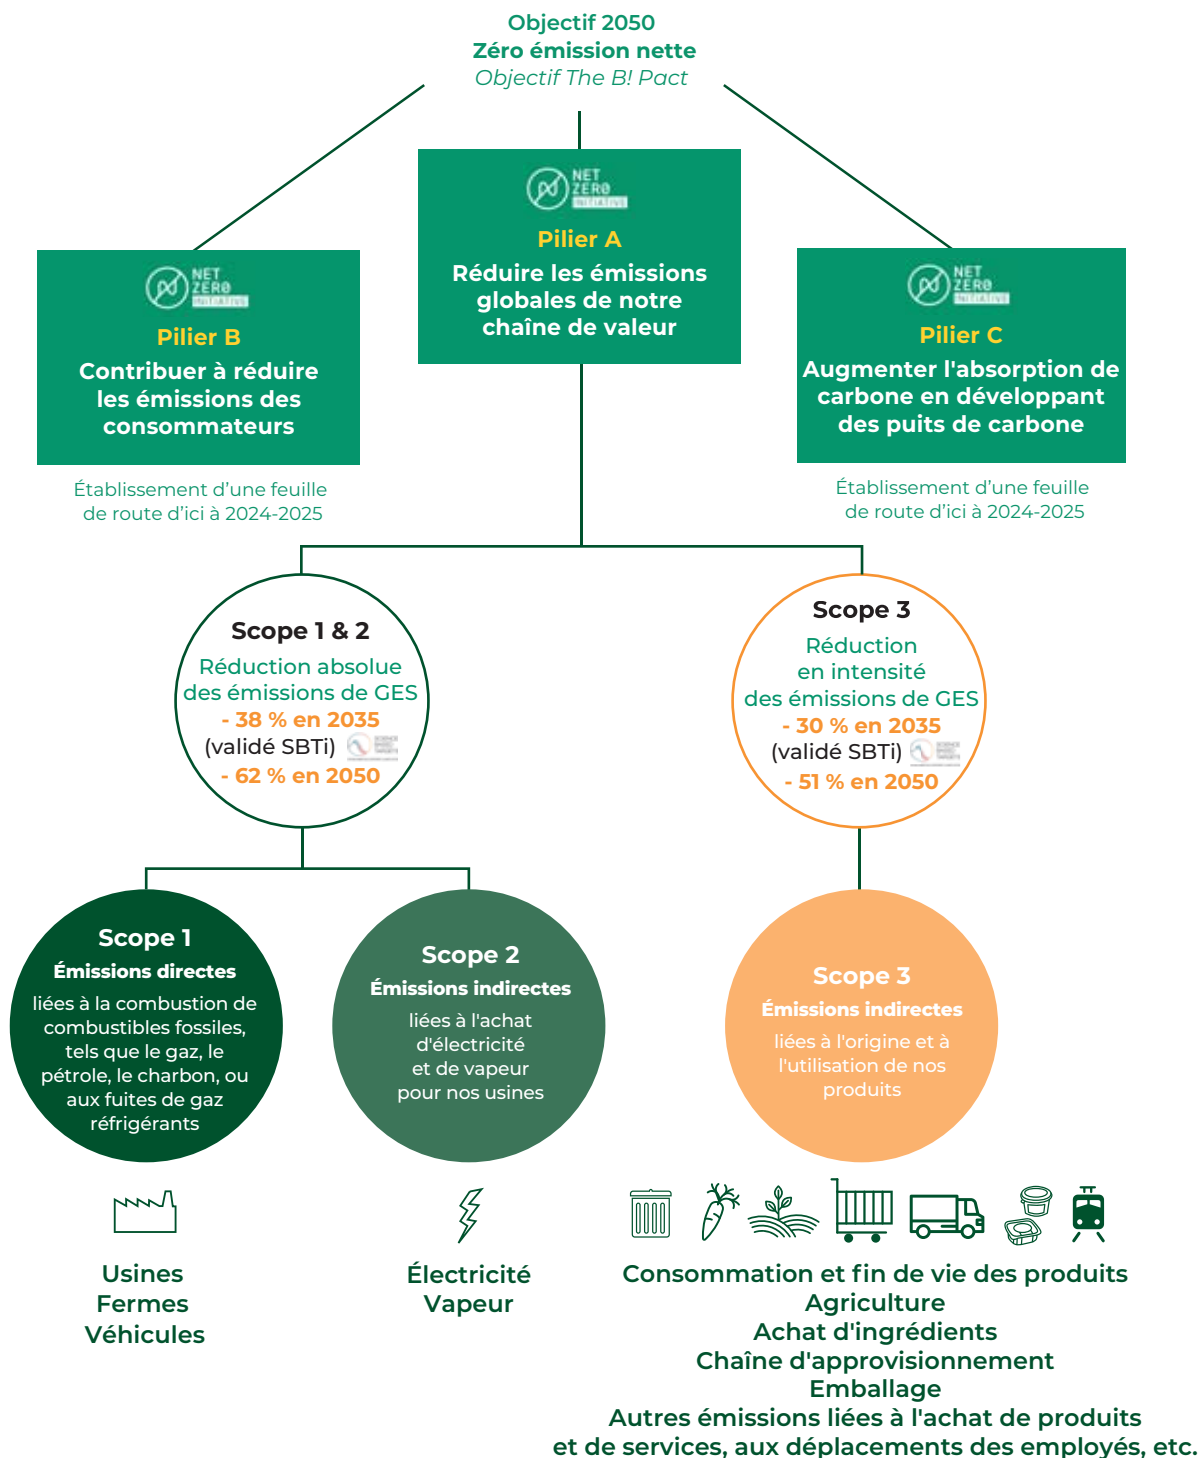 Objectif 2050
Zéro émission nette
Objectif The B! Pact
NET
ZERO
INITIATIVE
Pilier A
Réduire les émissions
globales de notre
chaîne de valeur
NET
ZERO
INITIATIVE
Pilier B
Contribuer à réduire
les émissions des
consommateurs
Établissement d’une feuille
de route d’ici à 2024-2025
NET
ZERO
INITIATIVE
Pilier C
Augmenter l'absorption de
carbone en développant
des puits de carbone
Établissement d’une feuille
de route d’ici à 2024-2025
Scope 1 & 2
Réduction absolue
des émissions de GES
- 38 % en 2035
(validé SBTi)
SCIENCE
BASED
TARGETS
- 62 % en 2050
Scope 3
Réduction
en intensité
des émissions de GES
- 30 % en 2035
(validé SBTi)
SCIENCE
BASED
TARGETS
- 51 % en 2050
Scope 1
Émissions directes
liées à la combustion de
combustibles fossiles,
tels que le gaz, le
pétrole, le charbon, ou
aux fuites de gaz
réfrigérants
Scope 2
Émissions indirectes
liées à l'achat
d'électricité
et de vapeur
pour nos usines
Scope 3
Émissions indirectes
liées à l'origine et à
l'utilisation de nos
produits
Usines
Fermes
Véhicules
Électricité
Vapeur
Consommation et fin de vie des produits
Agriculture
Achat d'ingrédients
Chaîne d'approvisionnement
Emballage
Autres émissions liées à l'achat de produits
et de services, aux déplacements des employés, etc.